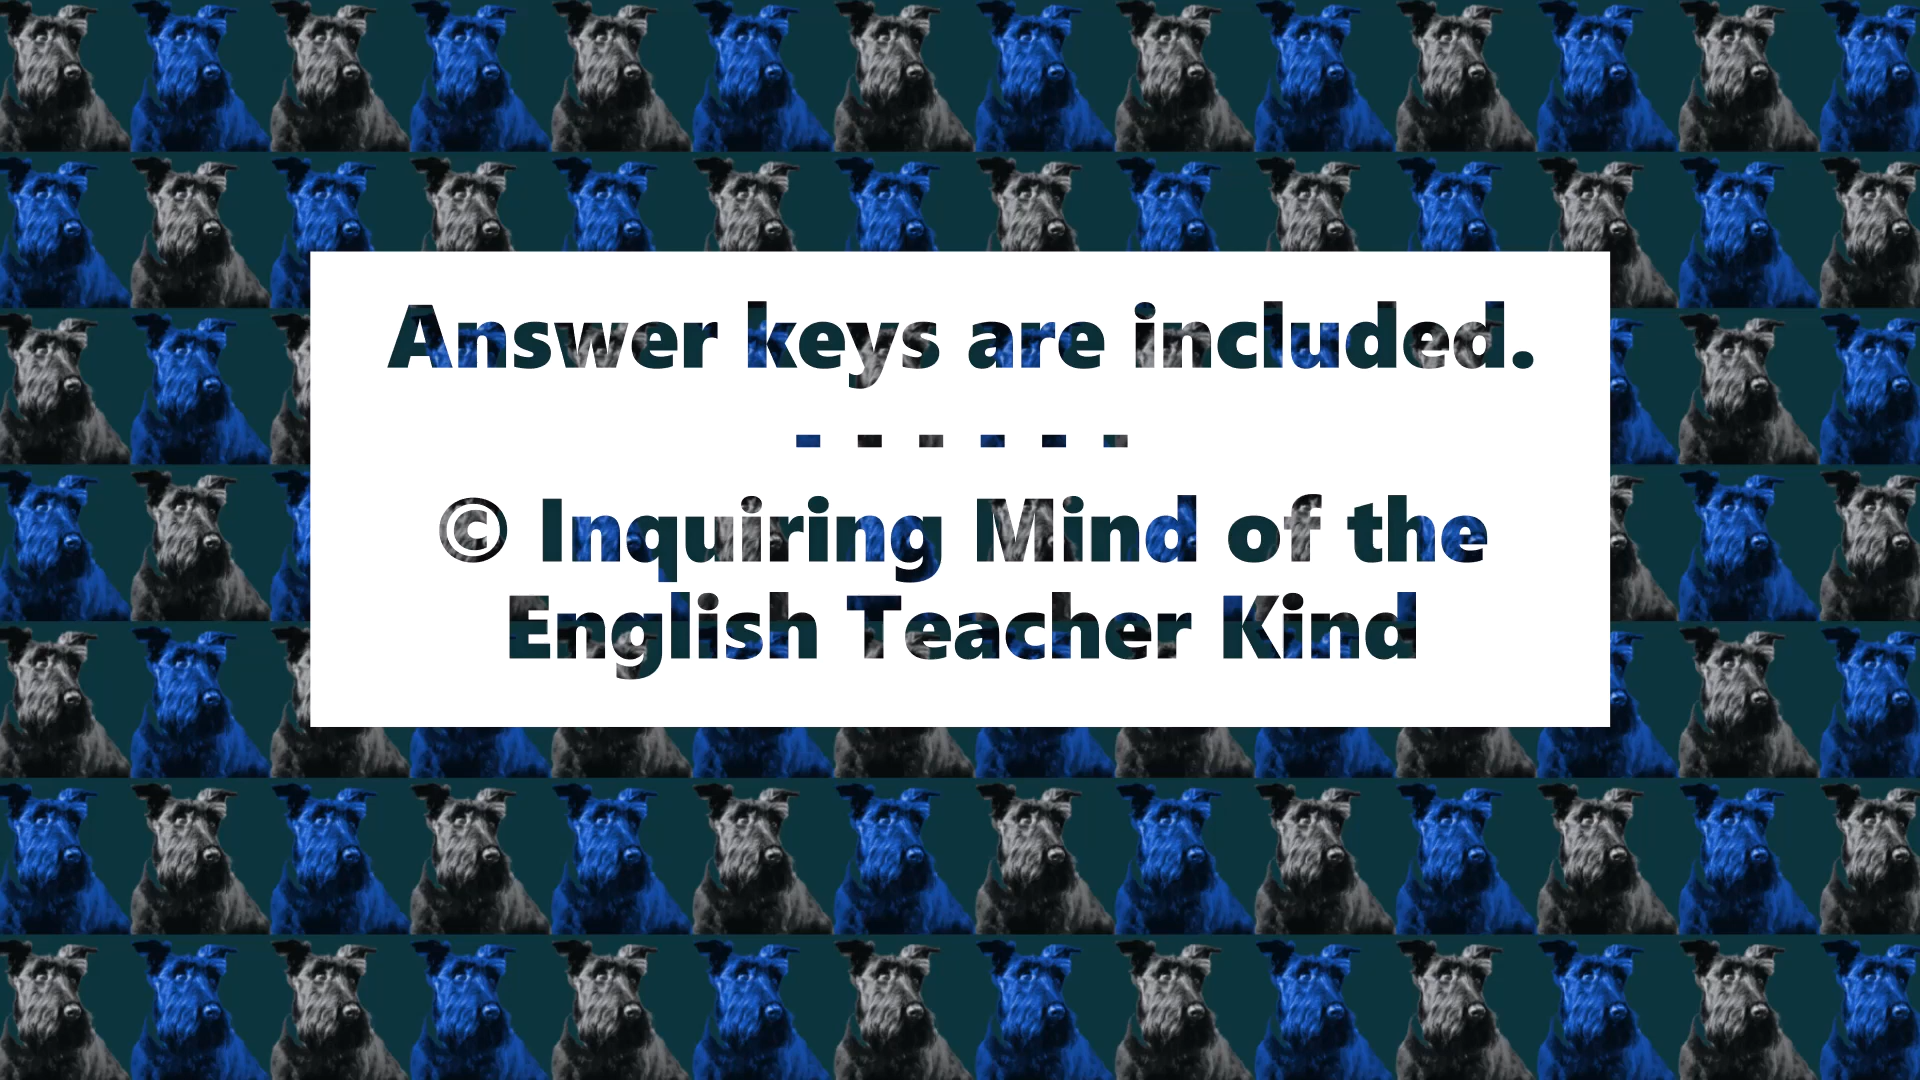 Answer keys are included.
- - - - - -
© Inquiring Mind of the
English Teacher Kind